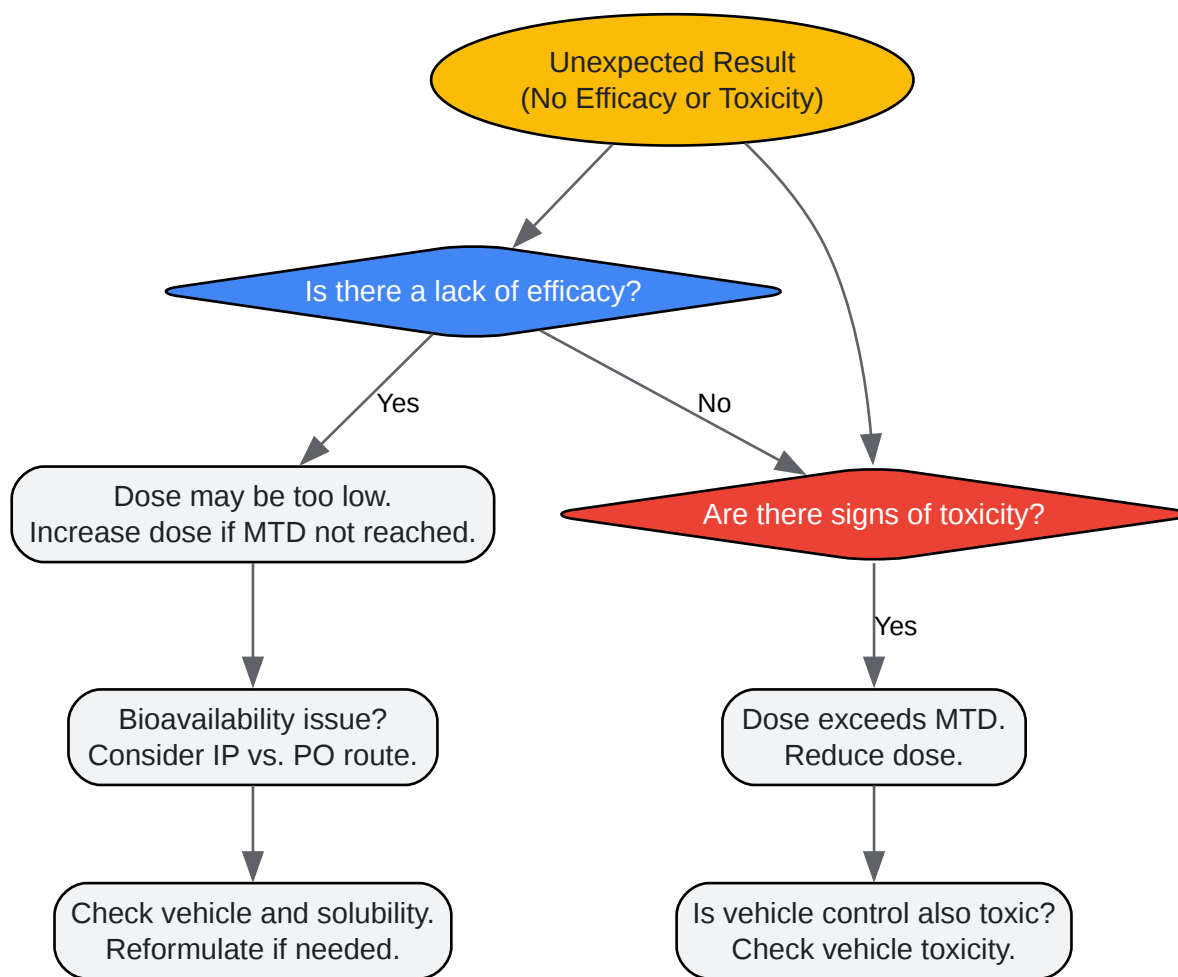 Unexpected Result
(No Efficacy or Toxicity)
Is there a lack of efficacy?
Yes
No
Dose may be too low.
Increase dose if MTD not reached.
Are there signs of toxicity?
Yes
Bioavailability issue?
Consider IP vs. PO route.
Dose exceeds MTD.
Reduce dose.
Check vehicle and solubility.
Reformulate if needed.
Is vehicle control also toxic?
Check vehicle toxicity.